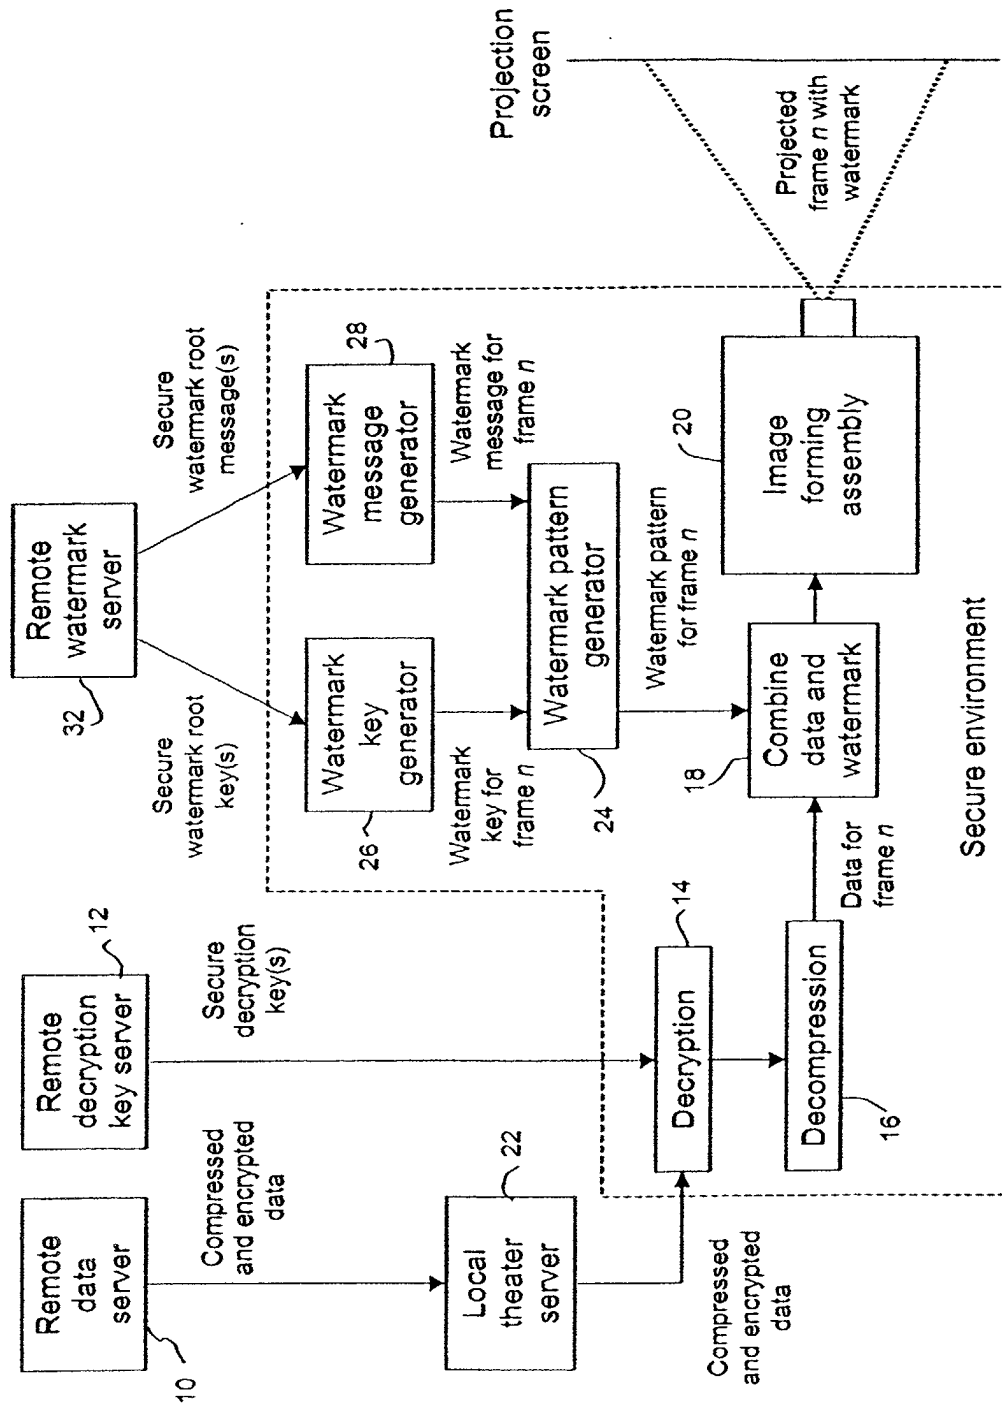 Remote
data
server
10
Remote
decryption
key server
12
Remote
watermark
server
32
Compressed
and encrypted
data
Secure
decryption
key(s)
Secure
watermark root
key(s)
Secure
watermark root
message(s)
Local
theater
server
22
Watermark
key
generator
26
Watermark
message
generator
28
Watermark
key for
frame n
Watermark
message for
frame n
Projection
screen
Watermark pattern
generator
24
Compressed
and encrypted
data
Decryption
14
Watermark pattern
for frame n
Decompression
16
Data for
frame n
Combine
data and
watermark
18
Image
forming
assembly
20
Projected
frame n with
watermark
Secure environment